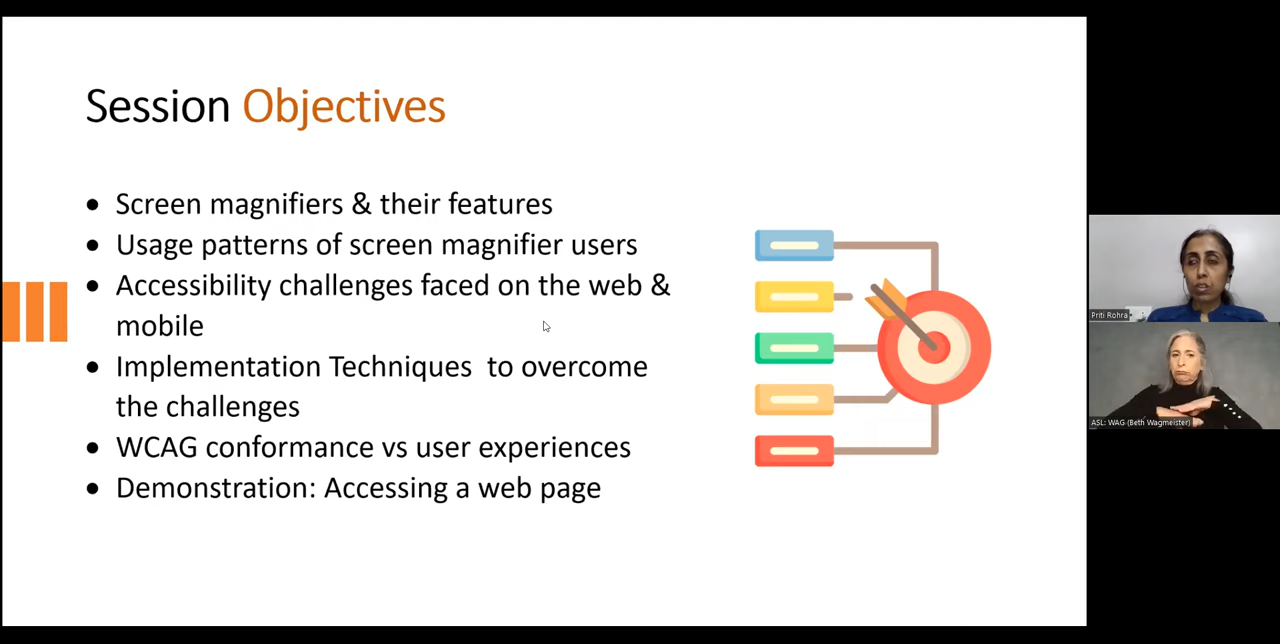 Session Objectives
• Screen magnifiers & their features
• Usage patterns of screen magnifier users
• Accessibility challenges faced on the web &
mobile
• Implementation Techniques  to overcome
the challenges
• WCAG conformance vs user experiences
• Demonstration: Accessing a web page
Priti Rohra
ASL: WAG (Beth Wagmeister)